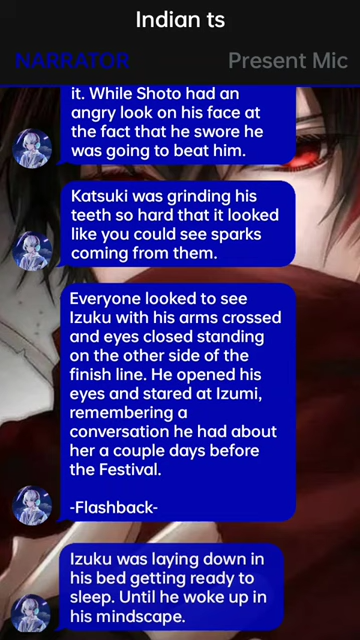 Indian ts
NARRATOR
Present Mic
it. While Shoto had an
angry look on his face at
the fact that he swore he
was going to beat him.
Katsuki was grinding his
teeth so hard that it looked
like you could see sparks
coming from them.
Everyone looked to see
Izuku with his arms crossed
and eyes closed standing
on the other side of the
finish line. He opened his
eyes and stared at Izumi,
remembering a
conversation he had about
her a couple days before
the Festival.
-Flashback-
Izuku was laying down in
his bed getting ready to
sleep. Until he woke up in
his mindscape.